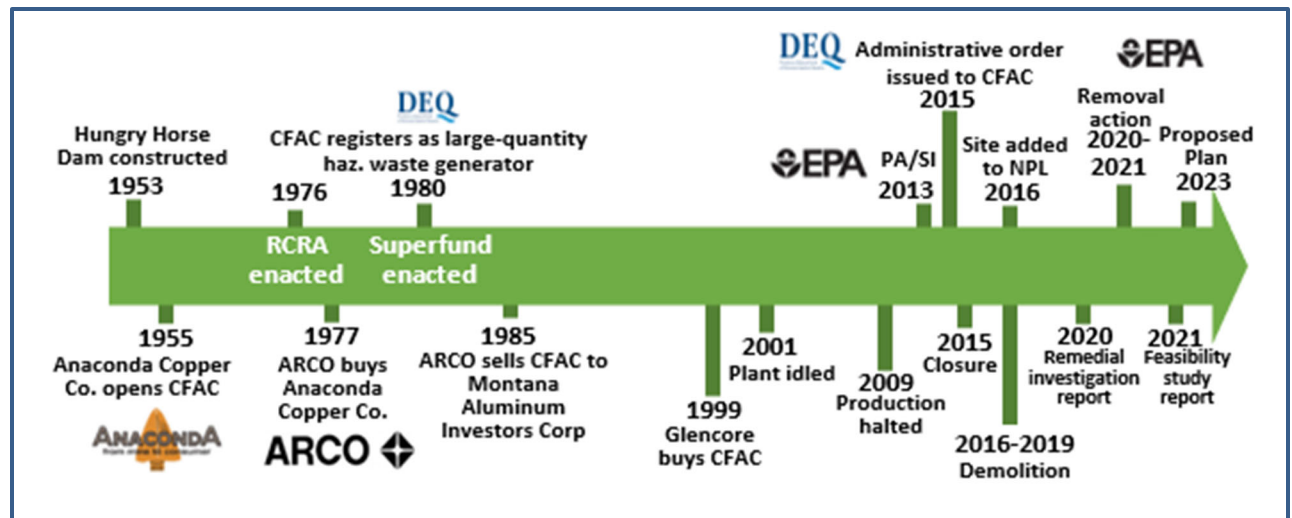 Hungry Horse
Dam constructed
1953
1976
DEQ
CFAC registers as large-quantity
haz. waste generator
1980
EPA
PA/SI
2013
DEQ
Administrative order
issued to CFAC
2015
Site added
to NPL
2016
EPA
Removal
action
2020-
2021
Proposed
Plan
2023
RCRA
enacted
Superfund
enacted
1955
Anaconda Copper
Co. opens CFAC
ANACONDA
from mine to consumer
1977
ARCO buys
Anaconda
Copper Co.
ARCO
1985
ARCO sells CFAC to
Montana
Aluminum
Investors Corp
1999
Glencore
buys CFAC
2001
Plant idled
2009
Production
halted
2015
Closure
2016-2019
Demolition
2020
Remedial
investigation
report
2021
Feasibility
study
report